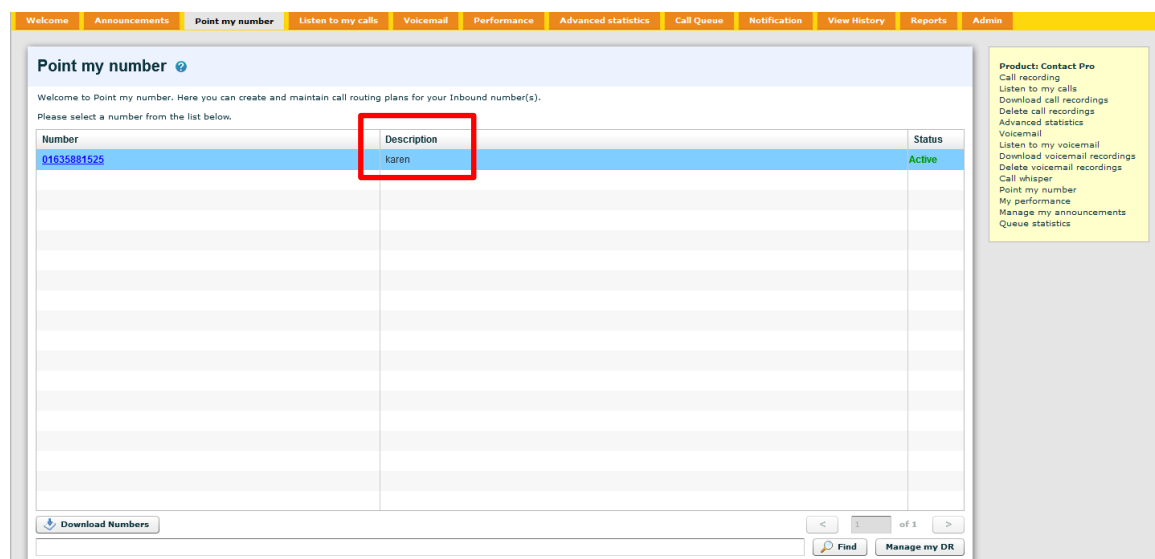 Welcome Announcements Point my number Listen to my calls Voicemail Performance Advanced statistics Call Queue Notification View History Reports Admin
Point my number ?
Welcome to Point my number. Here you can create and maintain call routing plans for your Inbound number(s).
Please select a number from the list below.
Number Description Status
01635881525 karen Active
Download Numbers < 1 of 1 >
Find Manage my DR
Product: Contact Pro
Call recording
Listen to my calls
Download call recordings
Delete call recordings
Advanced statistics
Voicemail
Listen to my voicemail
Download voicemail recordings
Delete voicemail recordings
Call whisper
Point my number
My performance
Manage my announcements
Queue statistics